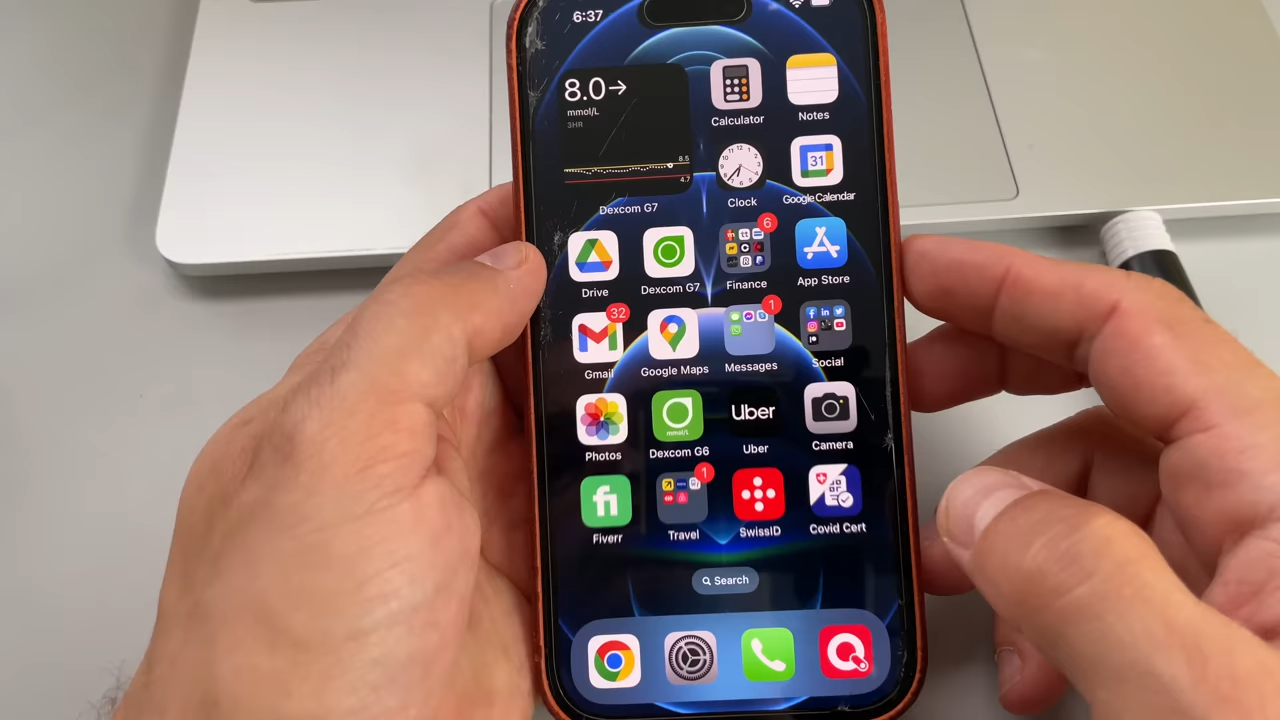 6:37
8.0→
mmol/L
3HR
8.5
4.7
Dexcom G7
Calculator
Notes
Clock
31
Google Calendar
Drive
Dexcom G7
6
Finance
App Store
32
Gmail
Google Maps
1
Messages
Social
Photos
mmol/L
Dexcom G6
Uber
Uber
Camera
fi
Fiverr
1
Travel
SwissID
Covid Cert
Search